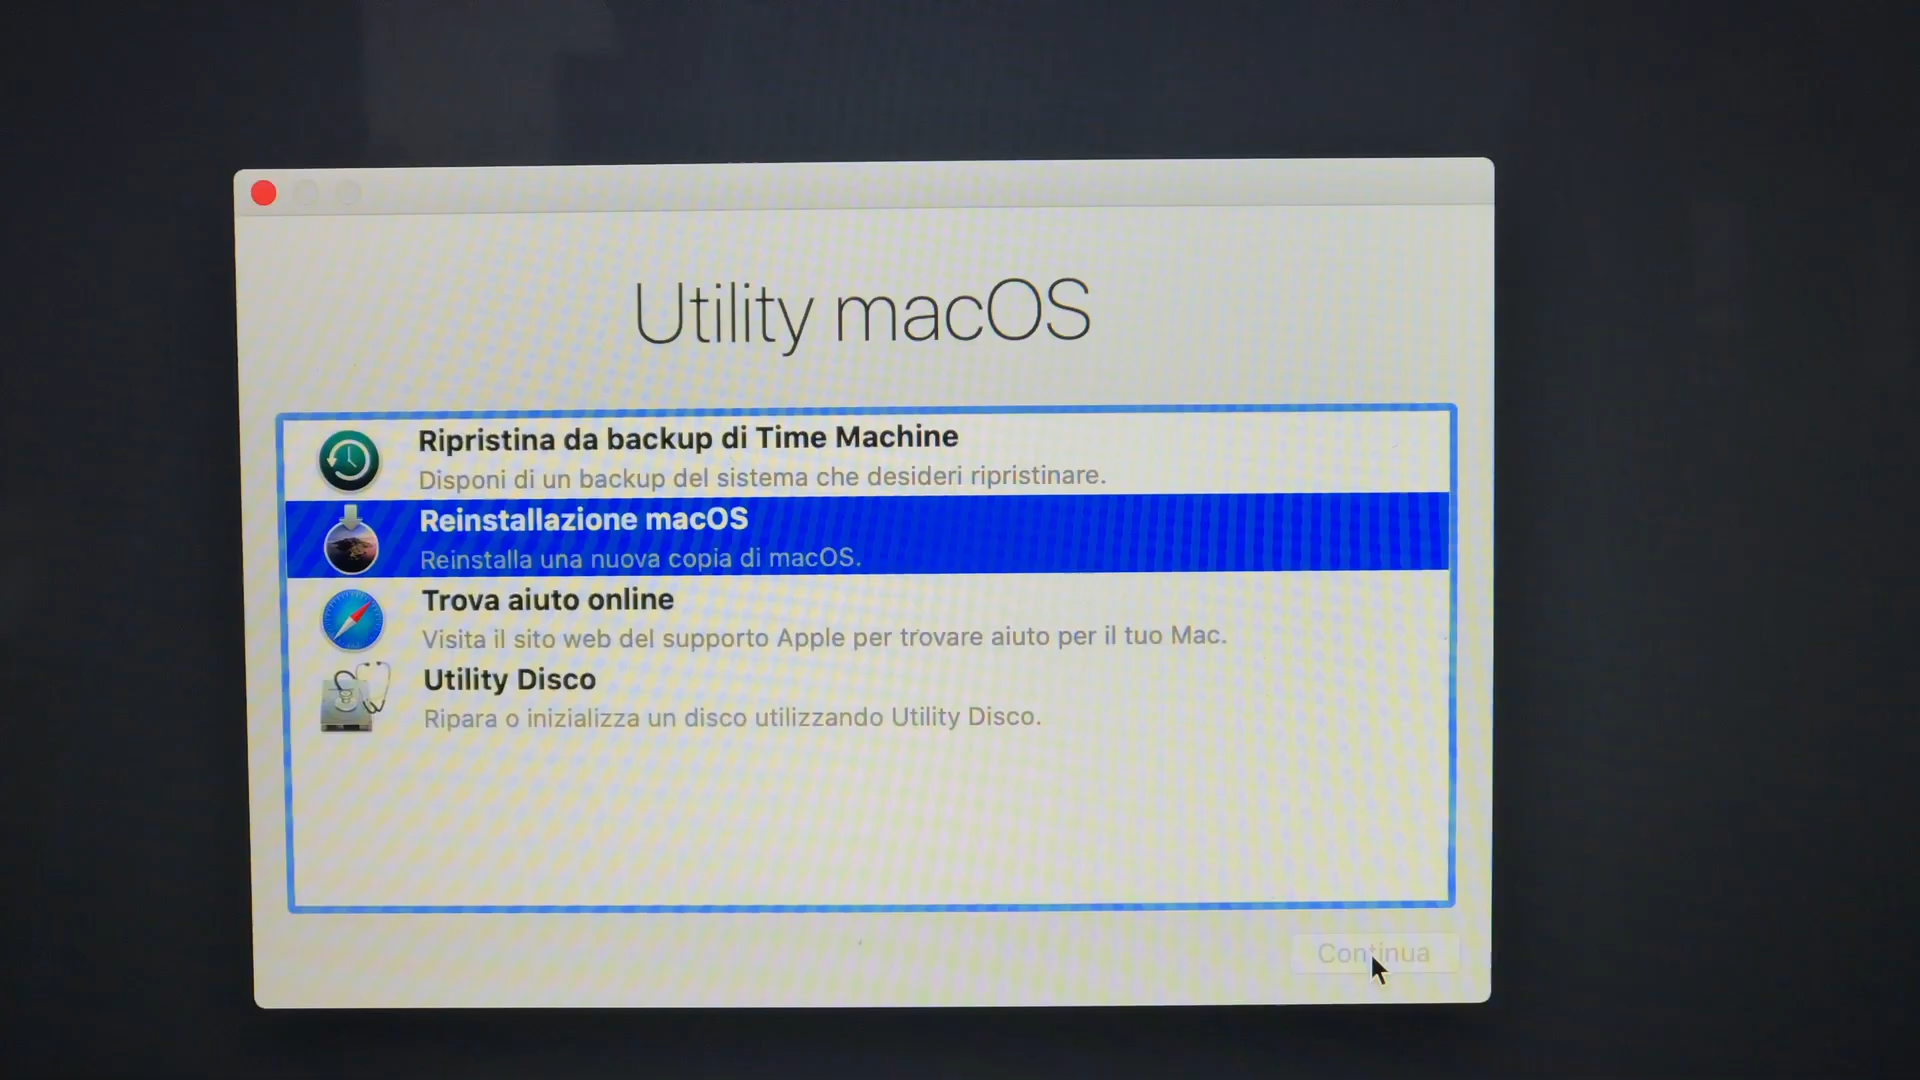 Utility macOS
Ripristina da backup di Time Machine
Disponi di un backup del sistema che desideri ripristinare.
Reinstallazione macOS
Reinstalla una nuova copia di macOS.
Trova aiuto online
Visita il sito web del supporto Apple per trovare aiuto per il tuo Mac.
Utility Disco
Ripara o inizializza un disco utilizzando Utility Disco.
Continua